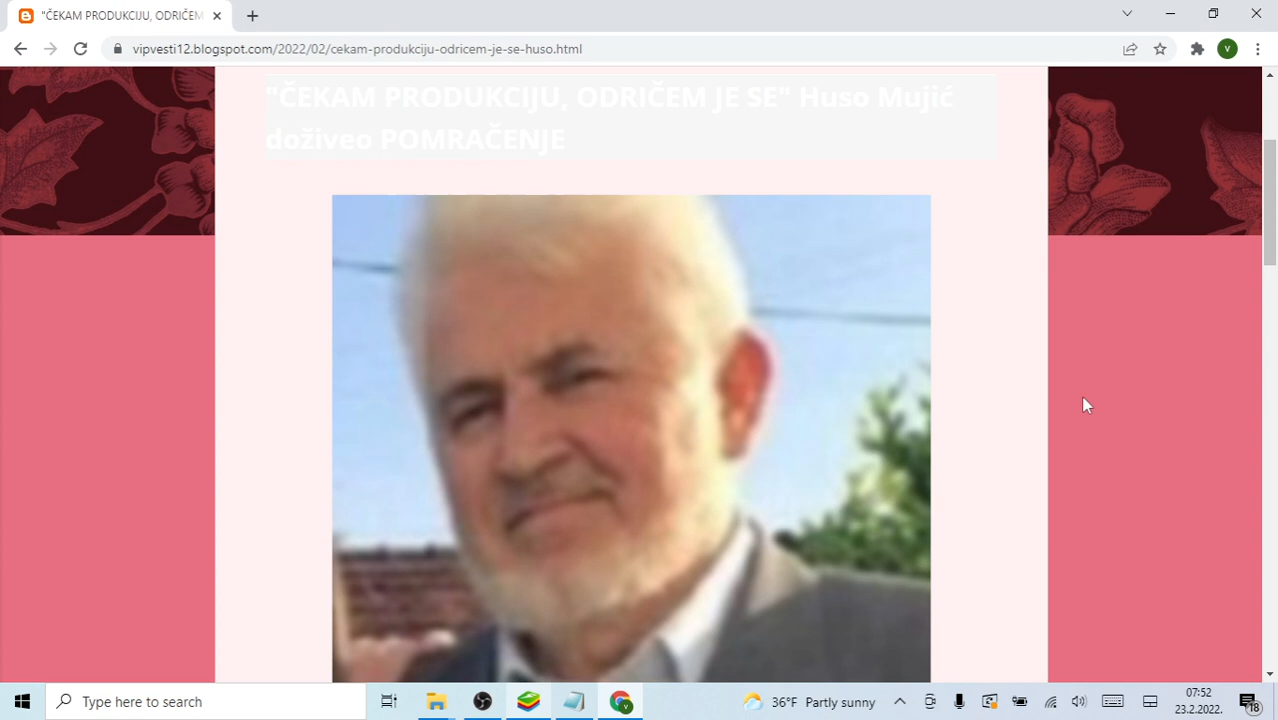 "ČEKAM PRODUKCIJU, ODRIČEM
vipvesti12.blogspot.com/2022/02/cekam-produkciju-odricem-je-se-huso.html
V
"ČEKAM PRODUKCIJU, ODRIČEM JE SE" Huso Mujić
doživeo POMRAČENJE
Type here to search
V
36°F Partly sunny
07:52
23.2.2022.
18